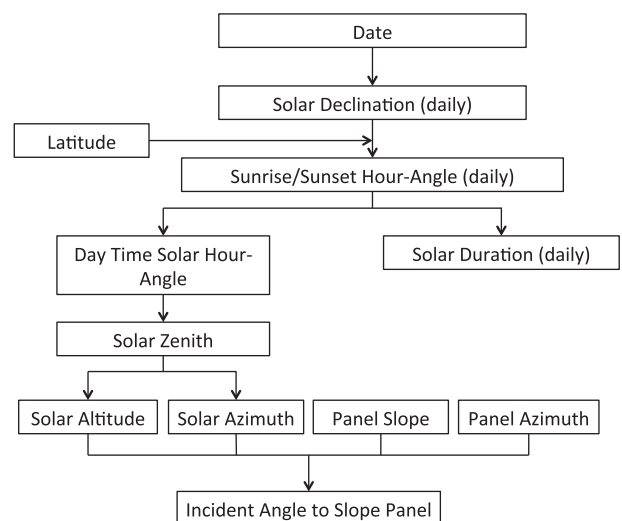 Date
Solar Declination (daily)
Latitude
Sunrise/Sunset Hour-Angle (daily)
Day Time Solar Hour-
Angle
Solar Duration (daily)
Solar Zenith
Solar Altitude
Solar Azimuth
Panel Slope
Panel Azimuth
Incident Angle to Slope Panel